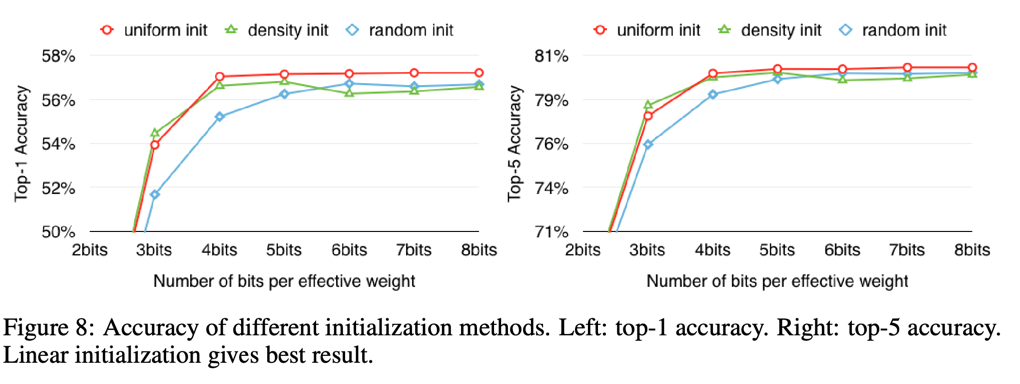 uniform init density init random init
58%
56%
54%
52%
50%
Top-1 Accuracy
2bits 3bits 4bits 5bits 6bits 7bits 8bits
Number of bits per effective weight
uniform init density init random init
81%
79%
76%
74%
71%
Top-5 Accuracy
2bits 3bits 4bits 5bits 6bits 7bits 8bits
Number of bits per effective weight
Figure 8: Accuracy of different initialization methods. Left: top-1 accuracy. Right: top-5 accuracy.
Linear initialization gives best result.